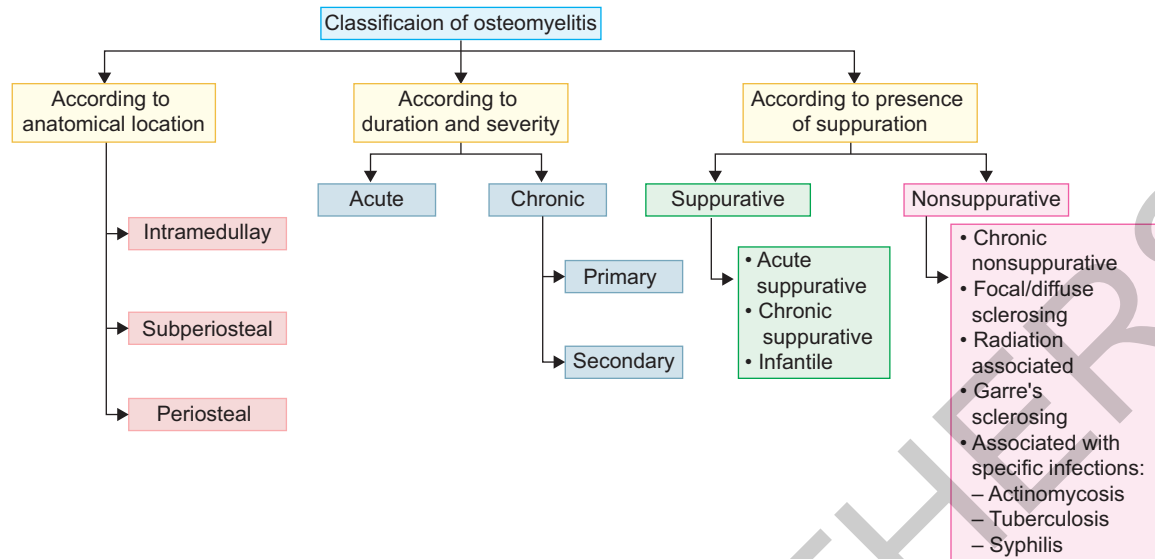 Classificaion of osteomyelitis
According to
anatomical location
Intramedullay
Subperiosteal
Periosteal
According to
duration and severity
Acute
Chronic
Primary
Secondary
According to presence
of suppuration
Suppurative
• Acute
suppurative
• Chronic
suppurative
• Infantile
Nonsuppurative
• Chronic
nonsuppurative
• Focal/diffuse
sclerosing
• Radiation
associated
• Garre's
sclerosing
• Associated with
specific infections:
– Actinomycosis
– Tuberculosis
– Syphilis
THERS